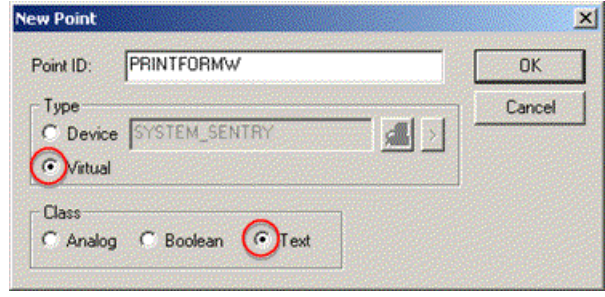 New Point
Point ID: PRINTFORMW
OK
Cancel
Type
Device SYSTEM_SENTRY >
Virtual
Class
Analog Boolean Text